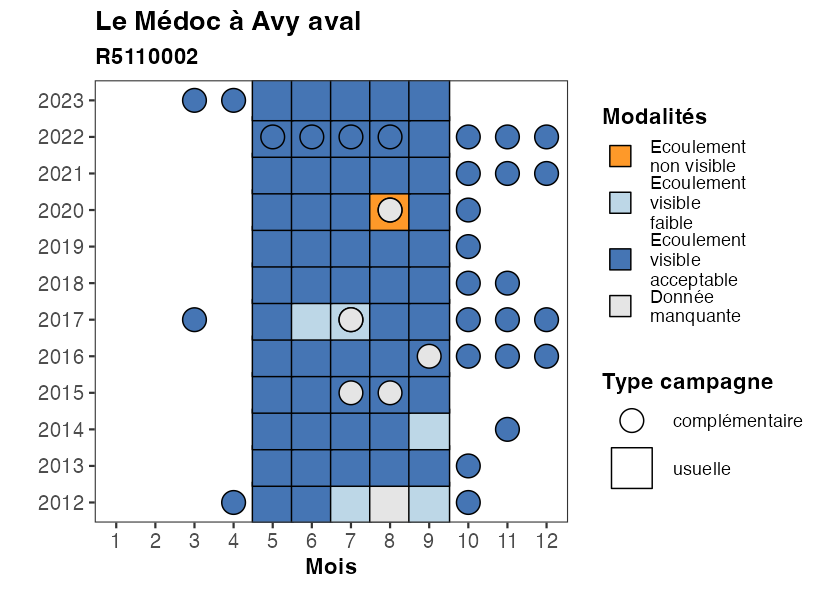 Le Médoc à Avy aval
R5110002
2023
2022
2021
2020
2019
2018
2017
2016
2015
2014
2013
2012
1 2 3 4 5 6 7 8 9 10 11 12
Mois
Modalités
Ecoulement
non visible
Ecoulement
visible
faible
Ecoulement
visible
acceptable
Donnée
manquante
Type campagne
complémentaire
usuelle